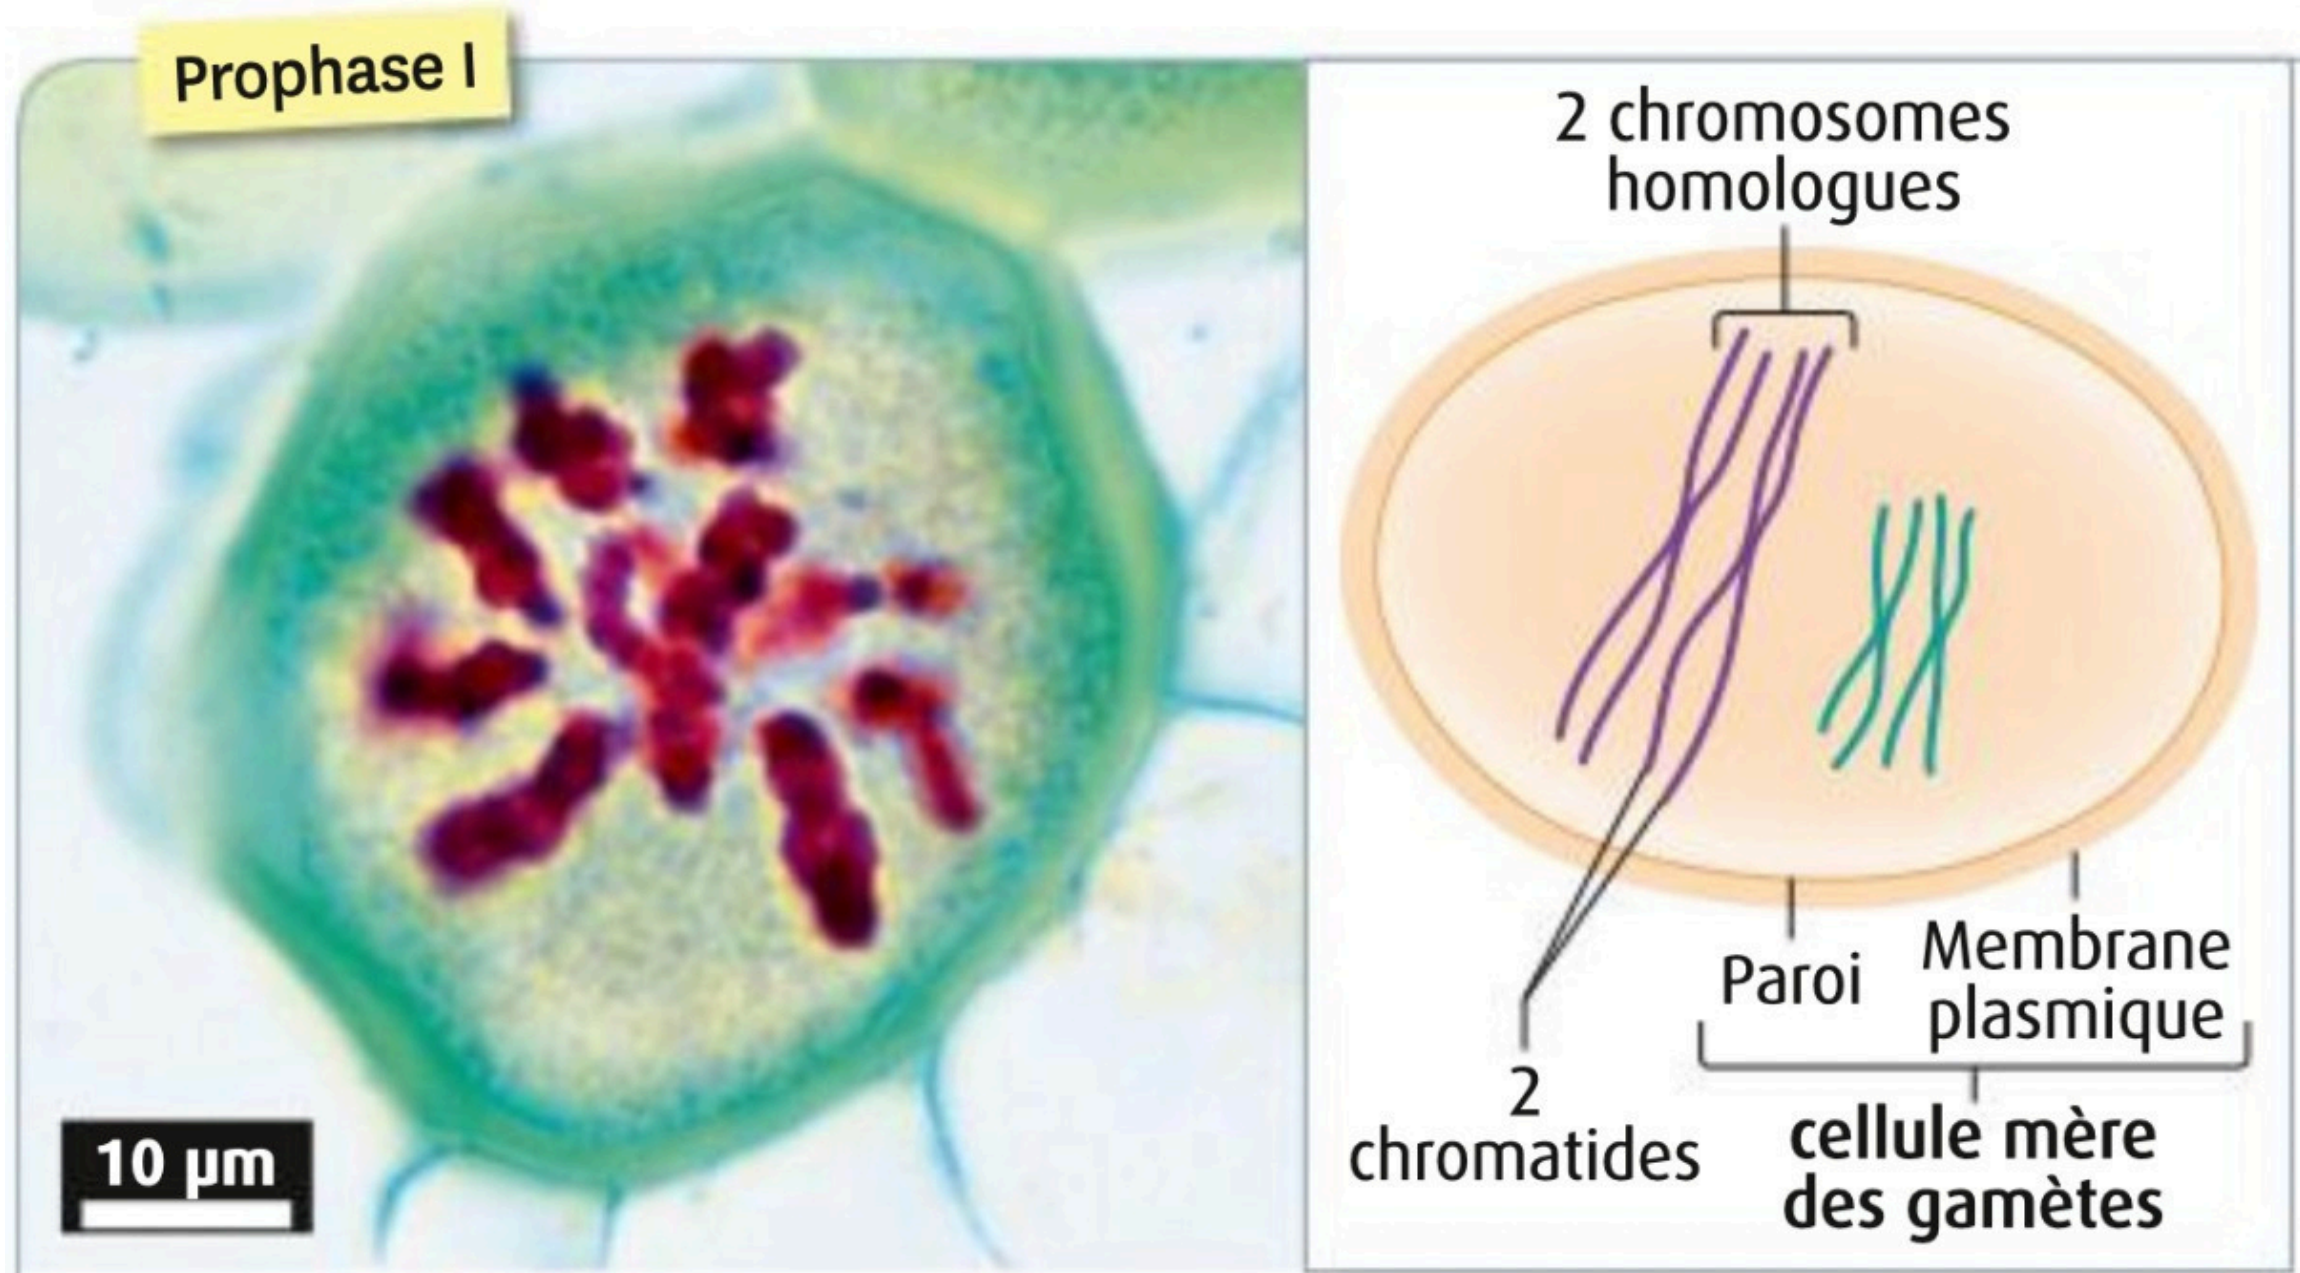 Prophase I
2 chromosomes
homologues
Paroi
Membrane
plasmique
2
chromatides
cellule mère
des gamètes
10 µm